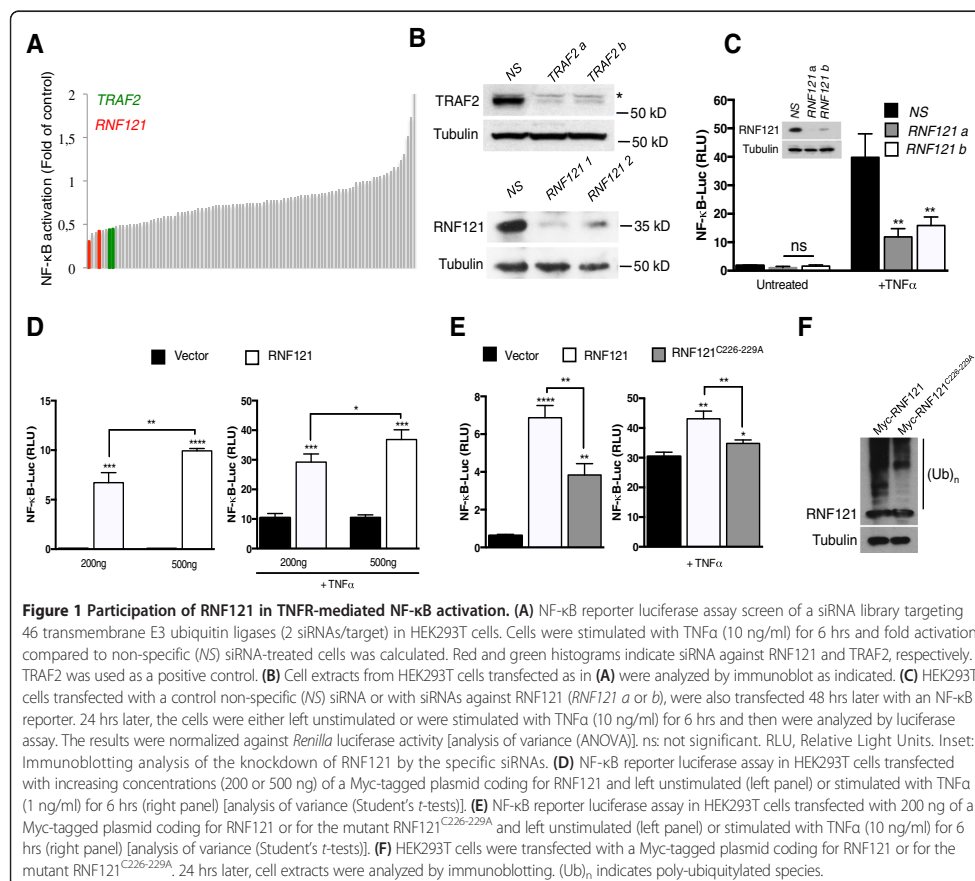 A
NF-κB activation (Fold of control)
2
1,5
1
0,5
0
TRAF2
RNF121
B
NS
TRAF2 a
TRAF2 b
TRAF2
*
50 kD
Tubulin
50 kD
NS
RNF121 1
RNF121 2
RNF121
35 kD
Tubulin
50 kD
C
NF-κB-Luc (RLU)
60
50
40
30
20
10
0
NS
RNF121 a
RNF121 b
RNF121
Tubulin
NS
RNF121 a
RNF121 b
ns
** **
Untreated
+TNFα
D
Vector
RNF121
NF-κB-Luc (RLU)
15
10
5
0
**
*** ****
200ng
500ng
NF-κB-Luc (RLU)
50
40
30
20
10
0
*
*** ***
200ng
500ng
+ TNFα
E
Vector
RNF121
RNF121C226-229A
NF-κB-Luc (RLU)
8
6
4
2
0
**
****
**
NF-κB-Luc (RLU)
50
40
30
20
10
0
**
**
*
+ TNFα
F
Myc-RNF121
Myc-RNF121C226-229A
(Ub)n
RNF121
Tubulin
Figure 1 Participation of RNF121 in TNFR-mediated NF-κB activation. (A) NF-κB reporter luciferase assay screen of a siRNA library targeting
46 transmembrane E3 ubiquitin ligases (2 siRNAs/target) in HEK293T cells. Cells were stimulated with TNFα (10 ng/ml) for 6 hrs and fold activation
compared to non-specific (NS) siRNA-treated cells was calculated. Red and green histograms indicate siRNA against RNF121 and TRAF2, respectively.
TRAF2 was used as a positive control. (B) Cell extracts from HEK293T cells transfected as in (A) were analyzed by immunoblot as indicated. (C) HEK293T
cells transfected with a control non-specific (NS) siRNA or with siRNAs against RNF121 (RNF121 a or b), were also transfected 48 hrs later with an NF-κB
reporter. 24 hrs later, the cells were either left unstimulated or were stimulated with TNFα (10 ng/ml) for 6 hrs and then were analyzed by luciferase
assay. The results were normalized against Renilla luciferase activity [analysis of variance (ANOVA)]. ns: not significant. RLU, Relative Light Units. Inset:
Immunoblotting analysis of the knockdown of RNF121 by the specific siRNAs. (D) NF-κB reporter luciferase assay in HEK293T cells transfected
with increasing concentrations (200 or 500 ng) of a Myc-tagged plasmid coding for RNF121 and left unstimulated (left panel) or stimulated with TNFα
(1 ng/ml) for 6 hrs (right panel) [analysis of variance (Student's t-tests)]. (E) NF-κB reporter luciferase assay in HEK293T cells transfected with 200 ng of a
Myc-tagged plasmid coding for RNF121 or for the mutant RNF121C226-229A and left unstimulated (left panel) or stimulated with TNFα (10 ng/ml) for 6
hrs (right panel) [analysis of variance (Student's t-tests)]. (F) HEK293T cells were transfected with a Myc-tagged plasmid coding for RNF121 or for the
mutant RNF121C226-229A. 24 hrs later, cell extracts were analyzed by immunoblotting. (Ub)n indicates poly-ubiquitylated species.